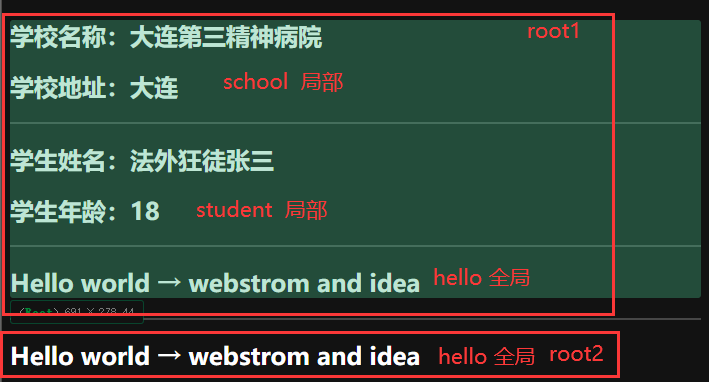 学校名称：大连第三精神病院 root1
学校地址：大连 school 局部
学生姓名：法外狂徒张三
学生年龄：18 student 局部
Hello world → webstrom and idea hello 全局
<Root> 691 × 278.44
Hello world → webstrom and idea hello 全局 root2